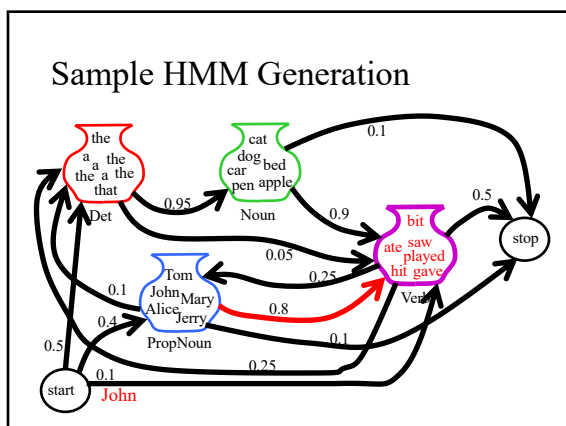 Sample HMM Generation
the
a a the
the a the
that
Det
0.95
cat
dog
car bed
pen apple
Noun
0.1
0.9
0.05
bit
ate saw
played
hit gave
Verb
0.5
stop
Tom
John
Mary
Alice
Jerry
PropNoun
0.25
0.8
0.1
0.1
0.4
0.5
0.25
0.1
start
John